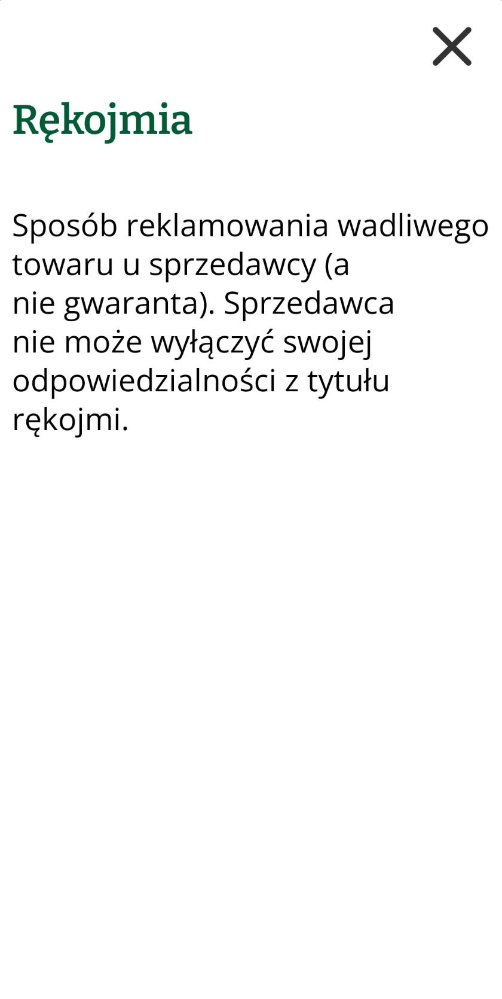 Rękojmia
Sposób reklamowania wadliwego
towaru u sprzedawcy (a
nie gwaranta). Sprzedawca
nie może wyłączyć swojej
odpowiedzialności z tytułu
rękojmi.